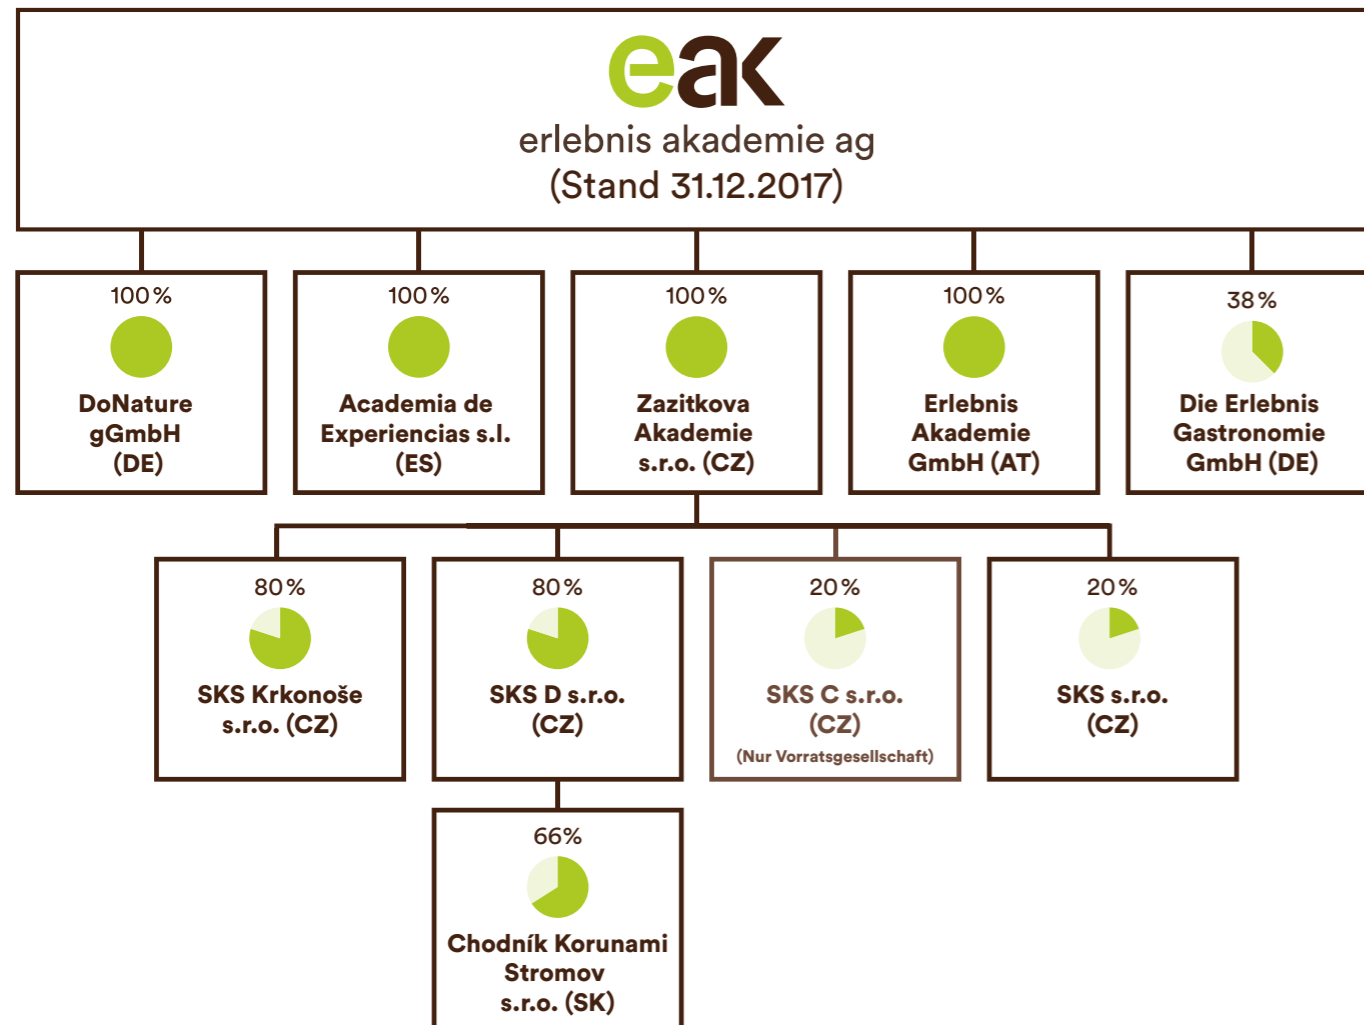 eak
erlebnis akademie ag
(Stand 31.12.2017)
100 %
DoNature
gGmbH
(DE)
100 %
Academia de
Experiencias s.l.
(ES)
100 %
Zazitkova
Akademie
s.r.o. (CZ)
100 %
Erlebnis
Akademie
GmbH (AT)
38 %
Die Erlebnis
Gastronomie
GmbH (DE)
80 %
SKS Krkonoše
s.r.o. (CZ)
80 %
SKS D s.r.o.
(CZ)
20 %
SKS C s.r.o.
(CZ)
(Nur Vorratsgesellschaft)
20 %
SKS s.r.o.
(CZ)
66%
Chodník Korunami
Stromov
s.r.o. (SK)